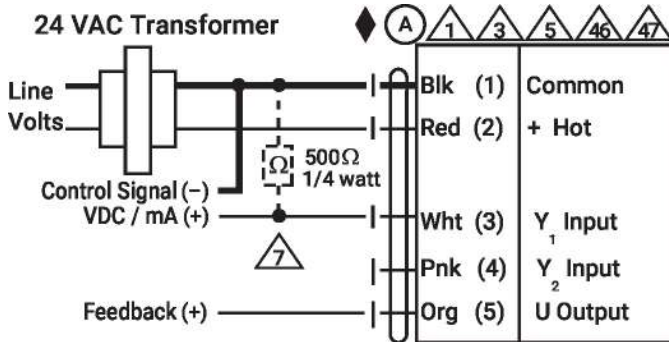 24 VAC Transformer
A 1 3 5 46 47
Line
Volts
Blk (1) Common
Red (2) + Hot
Ω 500Ω
1/4 watt
Control Signal (−)
VDC / mA (+)
7
Wht (3) Y1 Input
Pnk (4) Y2 Input
Feedback (+)
Org (5) U Output